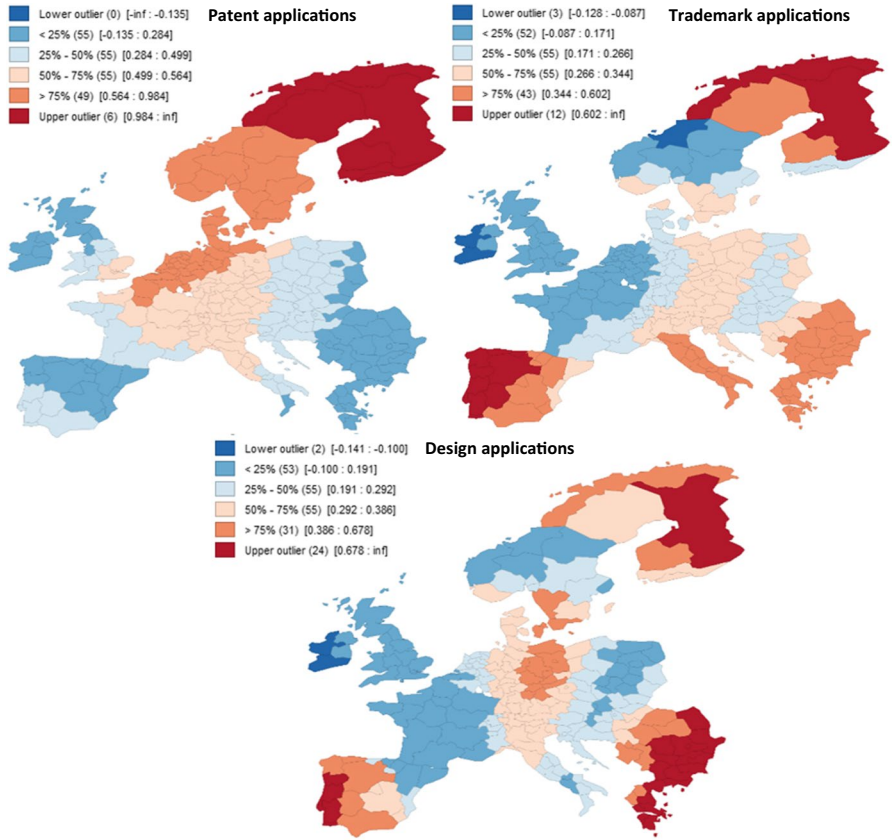 Patent applications
Lower outlier (0) [-inf : -0.135]
< 25% (55) [-0.135 : 0.284]
25% - 50% (55) [0.284 : 0.499]
50% - 75% (55) [0.499 : 0.564]
> 75% (49) [0.564 : 0.984]
Upper outlier (6) [0.984 : inf]
Trademark applications
Lower outlier (3) [-0.128 : -0.087]
< 25% (52) [-0.087 : 0.171]
25% - 50% (55) [0.171 : 0.266]
50% - 75% (55) [0.266 : 0.344]
> 75% (43) [0.344 : 0.602]
Upper outlier (12) [0.602 : inf]
Design applications
Lower outlier (2) [-0.141 : -0.100]
< 25% (53) [-0.100 : 0.191]
25% - 50% (55) [0.191 : 0.292]
50% - 75% (55) [0.292 : 0.386]
> 75% (31) [0.386 : 0.678]
Upper outlier (24) [0.678 : inf]